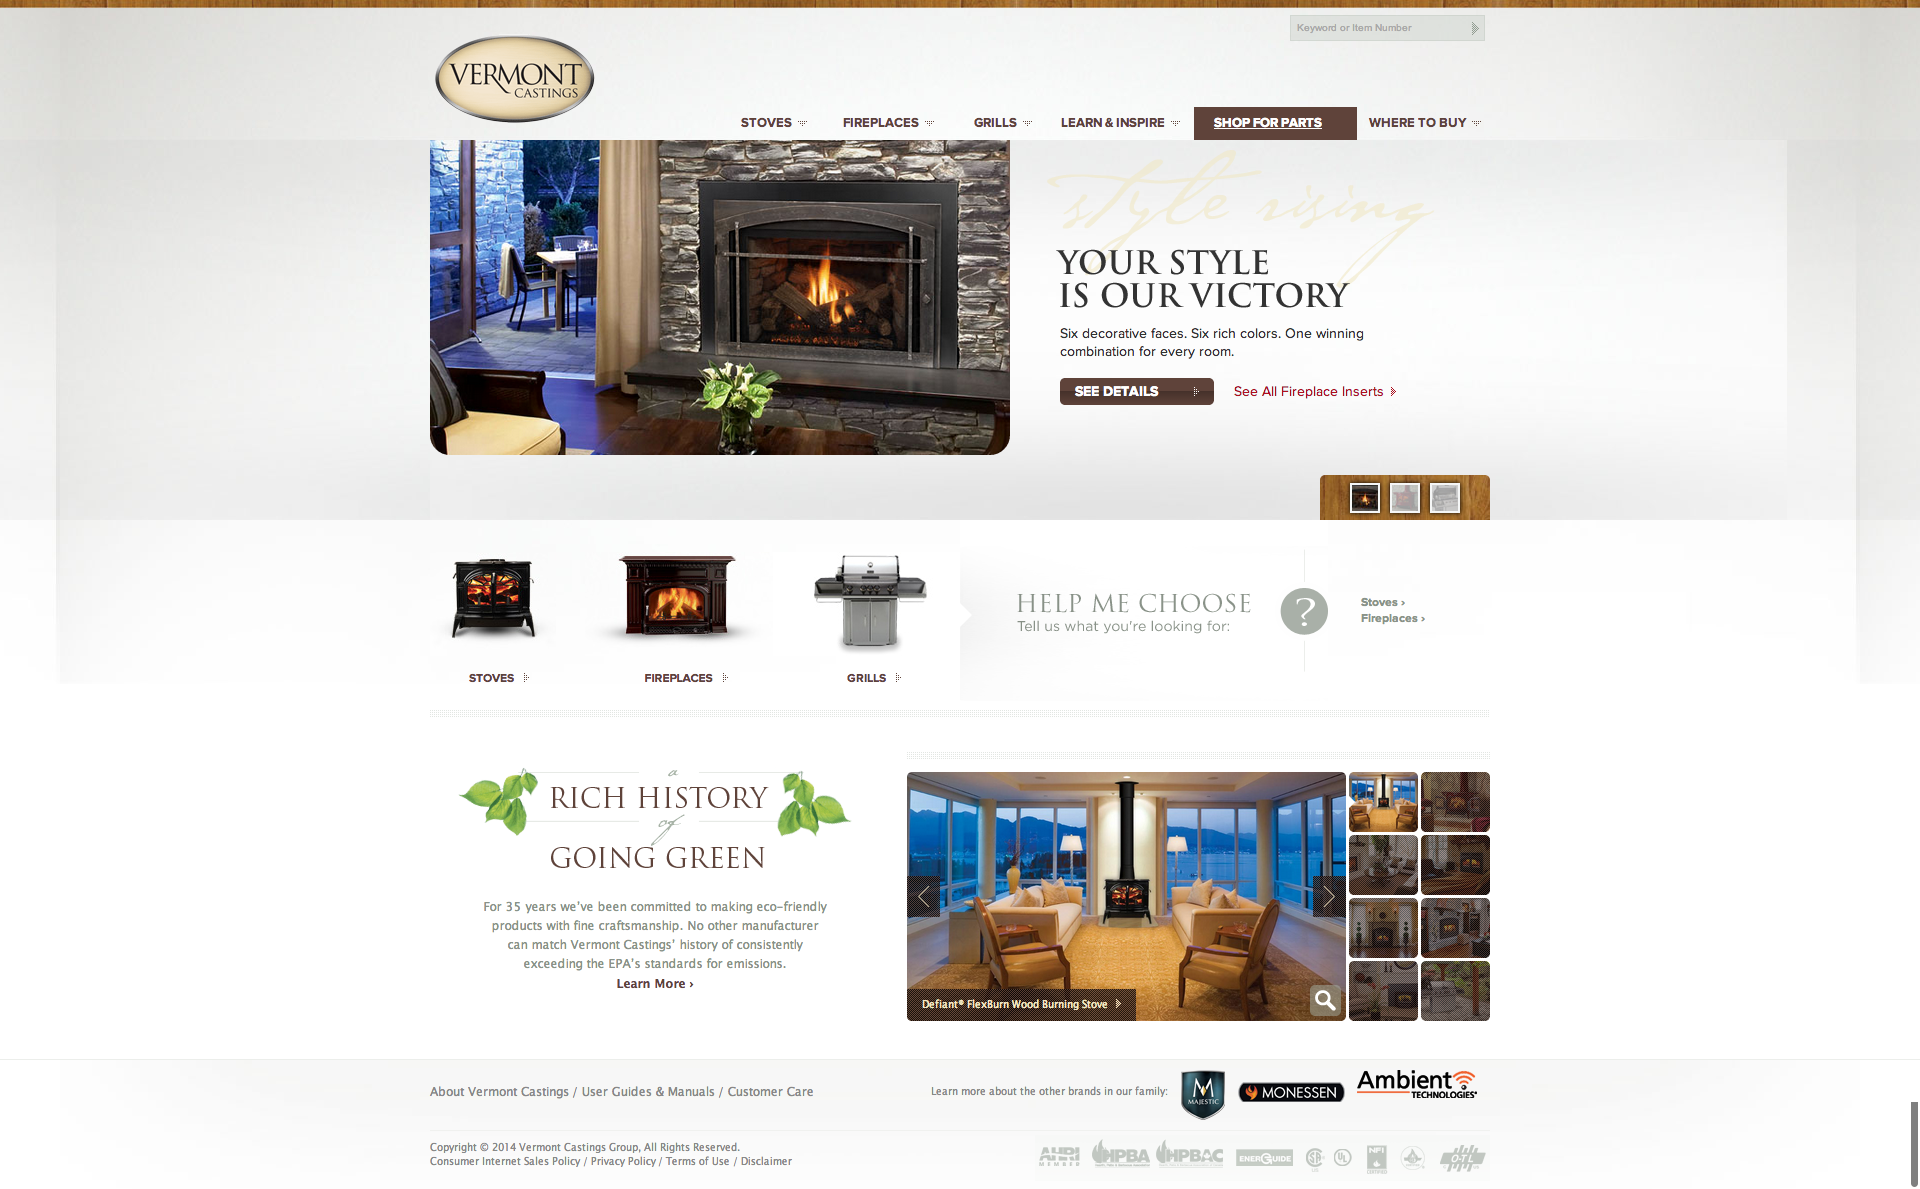 Keyword or Item Number
VERMONT
CASTINGS
STOVES
FIREPLACES
GRILLS
LEARN & INSPIRE
SHOP FOR PARTS
WHERE TO BUY
style rising
YOUR STYLE
IS OUR VICTORY
Six decorative faces. Six rich colors. One winning
combination for every room.
SEE DETAILS
See All Fireplace Inserts
HELP ME CHOOSE
Tell us what you're looking for:
?
Stoves ›
Fireplaces ›
STOVES
FIREPLACES
GRILLS
a
RICH HISTORY
of
GOING GREEN
For 35 years we've been committed to making eco-friendly
products with fine craftsmanship. No other manufacturer
can match Vermont Castings' history of consistently
exceeding the EPA's standards for emissions.
Learn More ›
Defiant® FlexBurn Wood Burning Stove
About Vermont Castings / User Guides & Manuals / Customer Care
Learn more about the other brands in our family:
M
MAJESTIC
MONESSEN
Ambient
TECHNOLOGIES
Copyright © 2014 Vermont Castings Group, All Rights Reserved.
Consumer Internet Sales Policy / Privacy Policy / Terms of Use / Disclaimer
AHRI
MEMBER
HPBA
HPBAC
ENERGUIDE
UL
NFI
CERTIFIED
OTL